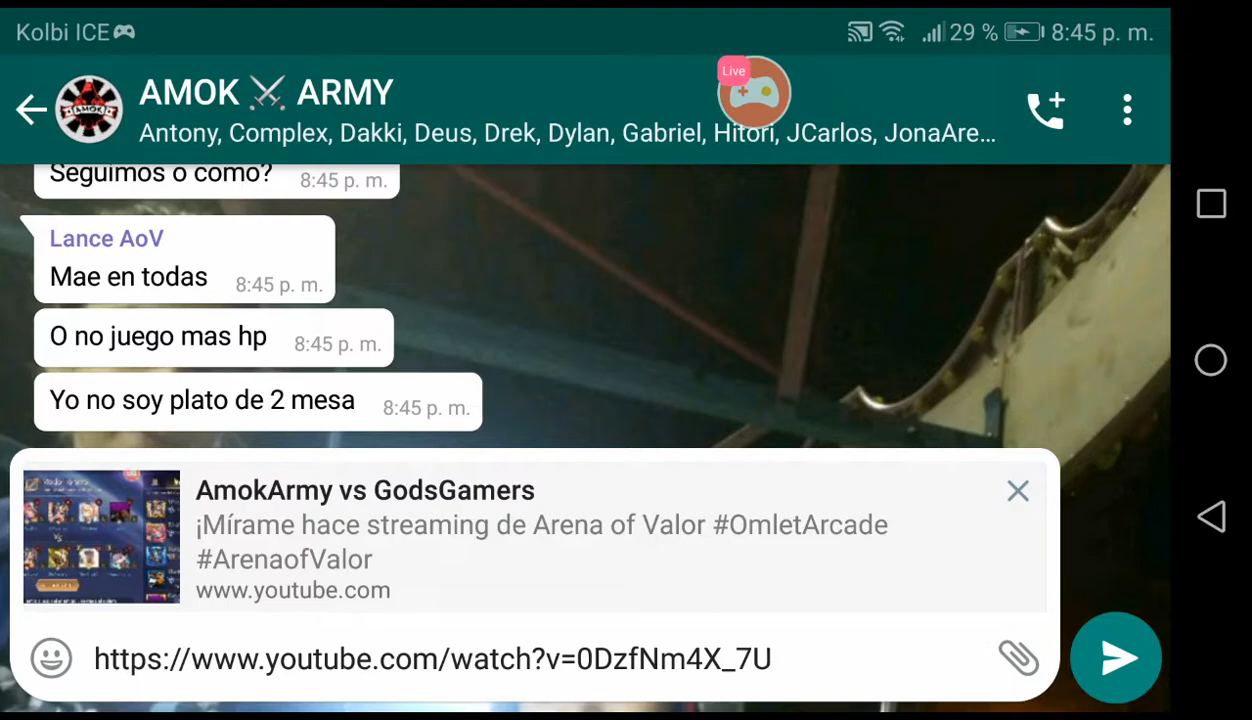 Kolbi ICE
29 %
8:45 p. m.
Live
AMOK ⚔ ARMY
Antony, Complex, Dakki, Deus, Drek, Dylan, Gabriel, Hitori, JCarlos, JonaAre...
Seguimos o como? 8:45 p. m.
Lance AoV
Mae en todas 8:45 p. m.
O no juego mas hp 8:45 p. m.
Yo no soy plato de 2 mesa 8:45 p. m.
AmokArmy vs GodsGamers
¡Mírame hace streaming de Arena of Valor #OmletArcade
#ArenaofValor
www.youtube.com
https://www.youtube.com/watch?v=0DzfNm4X_7U